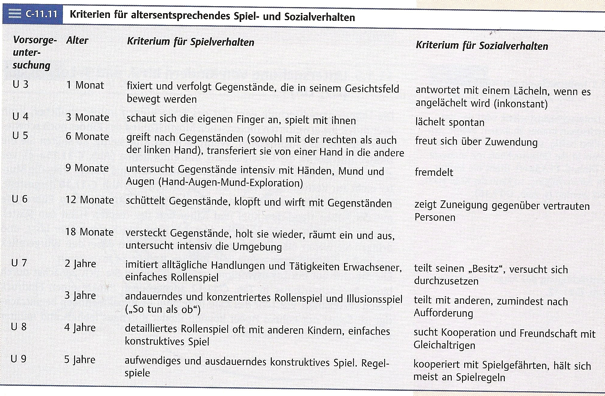 C-11.11 Kriterien für altersentsprechendes Spiel- und Sozialverhalten
Vorsorge- Alter Kriterium für Spielverhalten Kriterium für Sozialverhalten
unter-
suchung
U 3 1 Monat fixiert und verfolgt Gegenstände, die in seinem Gesichtsfeld antwortet mit einem Lächeln, wenn es
bewegt werden angelächelt wird (inkonstant)
U 4 3 Monate schaut sich die eigenen Finger an, spielt mit ihnen lächelt spontan
U 5 6 Monate greift nach Gegenständen (sowohl mit der rechten als auch freut sich über Zuwendung
der linken Hand), transferiert sie von einer Hand in die andere
9 Monate untersucht Gegenstände intensiv mit Händen, Mund und fremdelt
Augen (Hand-Augen-Mund-Exploration)
U 6 12 Monate schüttelt Gegenstände, klopft und wirft mit Gegenständen zeigt Zuneigung gegenüber vertrauten
Personen
18 Monate versteckt Gegenstände, holt sie wieder, räumt ein und aus,
untersucht intensiv die Umgebung
U 7 2 Jahre imitiert alltägliche Handlungen und Tätigkeiten Erwachsener, teilt seinen „Besitz“, versucht sich
einfaches Rollenspiel durchzusetzen
3 Jahre andauerndes und konzentriertes Rollenspiel und Illusionsspiel teilt mit anderen, zumindest nach
(„So tun als ob“) Aufforderung
U 8 4 Jahre detailliertes Rollenspiel oft mit anderen Kindern, einfaches sucht Kooperation und Freundschaft mit
konstruktives Spiel Gleichaltrigen
U 9 5 Jahre aufwendiges und ausdauerndes konstruktives Spiel. Regel- kooperiert mit Spielgefährten, hält sich
spiele meist an Spielregeln